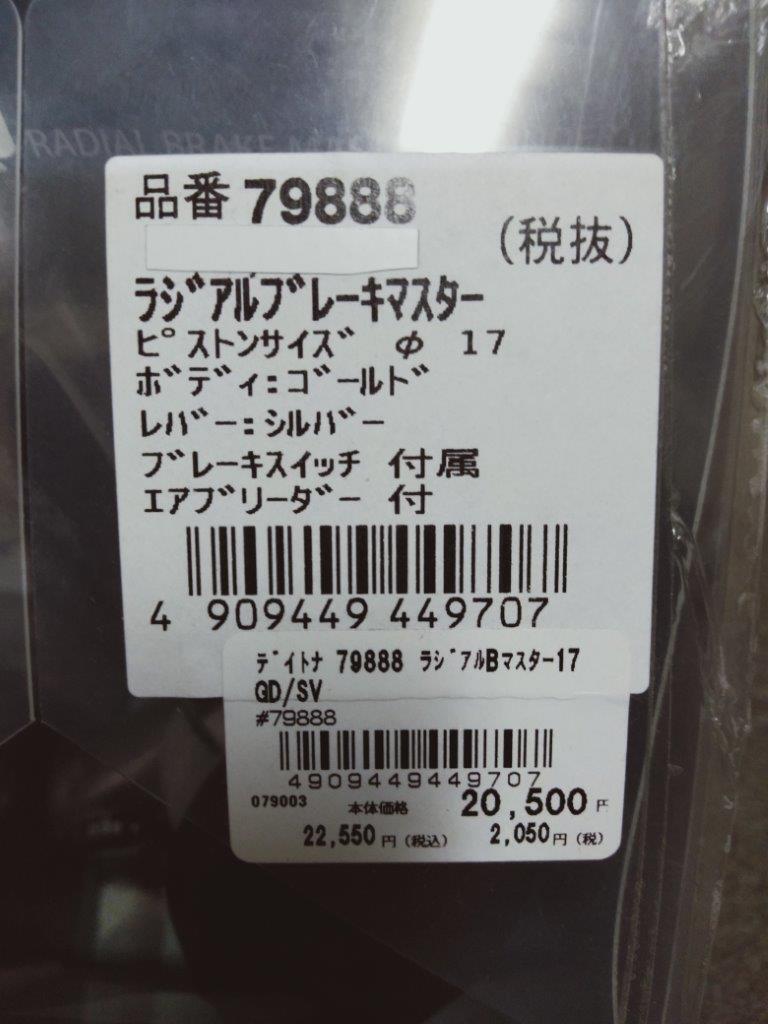 RADIAL BRAKE MAS
品番 79888
(税抜)
ﾗｼﾞｱﾙﾌﾞﾚｰｷﾏｽﾀｰ
ﾋﾟｽﾄﾝｻｲｽﾞ φ 17
ﾎﾞﾃﾞｨ:ｺﾞｰﾙﾄﾞ
ﾚﾊﾞｰ:ｼﾙﾊﾞｰ
ﾌﾞﾚｰｷｽｲｯﾁ 付属
ｴｱﾌﾞﾘｰﾀﾞｰ 付
4 909449 449707
ﾃﾞｲﾄﾅ 79888 ﾗｼﾞｱﾙBﾏｽﾀｰ17
GD/SV
#79888
4909449449707
079003 本体価格 20,500円
22,550円(税込) 2,050円(税)